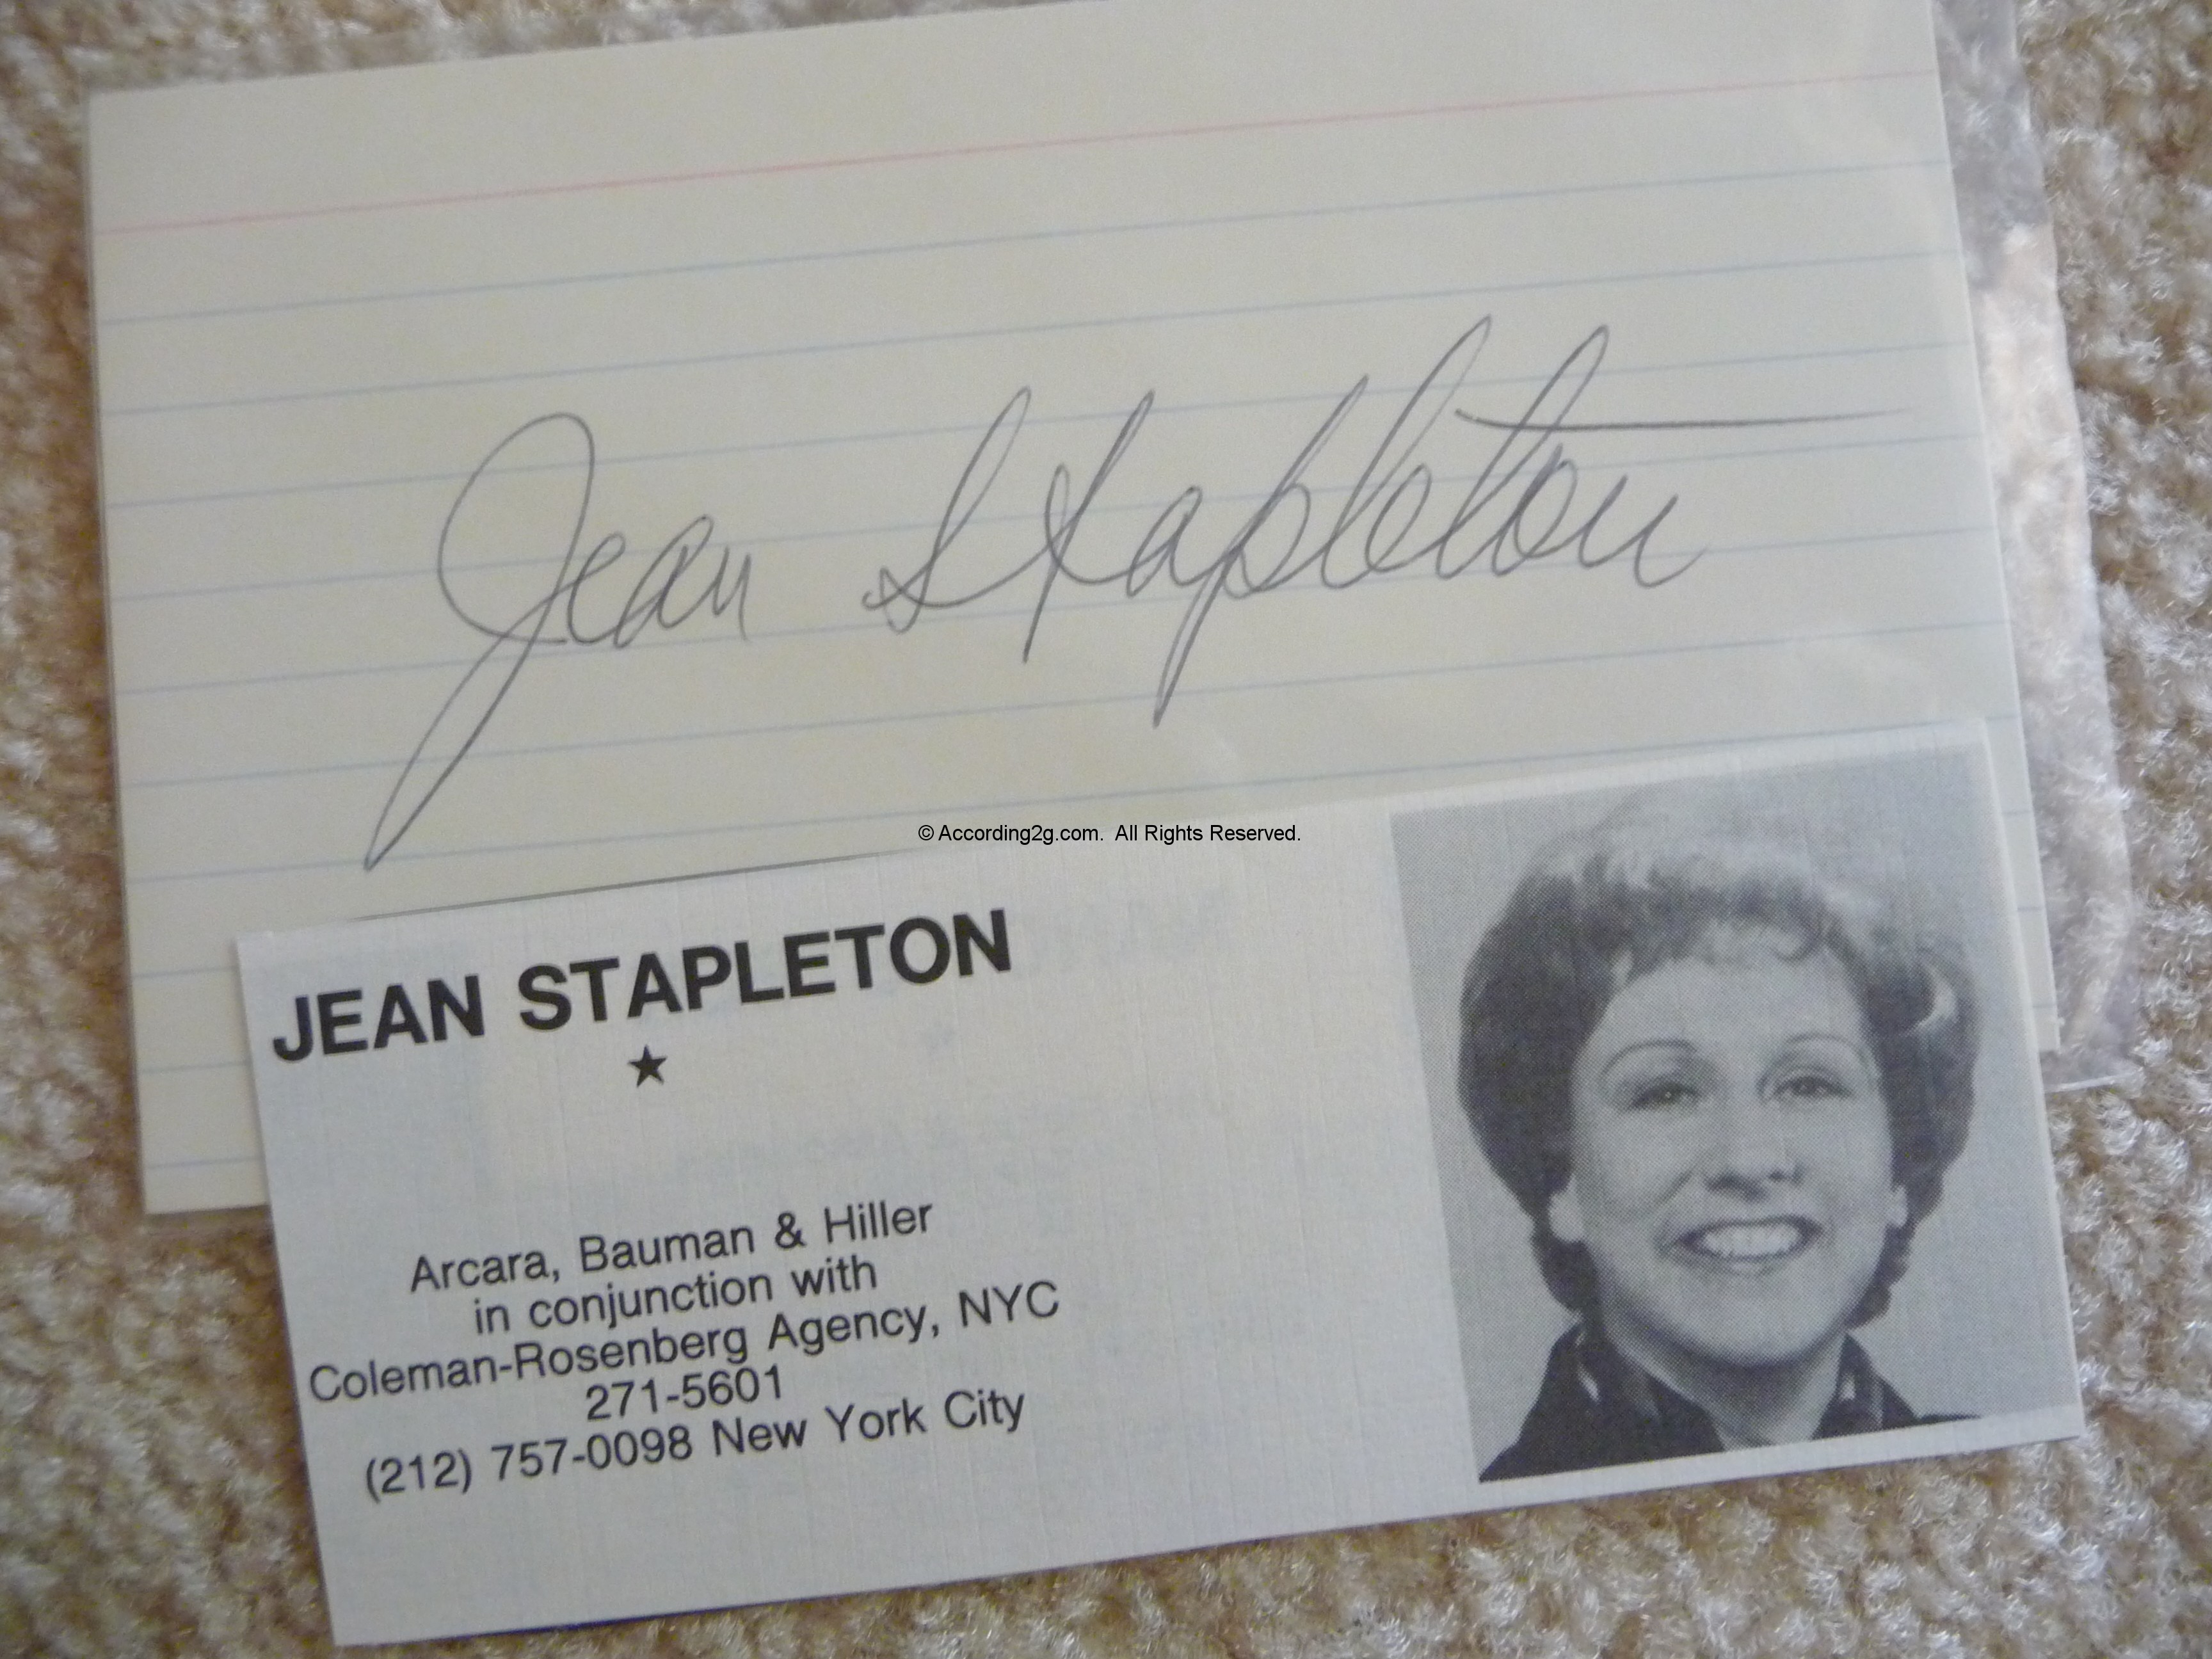 Jean Stapleton
© According2g.com. All Rights Reserved.
JEAN STAPLETON
★
Arcara, Bauman & Hiller
in conjunction with
Coleman-Rosenberg Agency, NYC
271-5601
(212) 757-0098 New York City